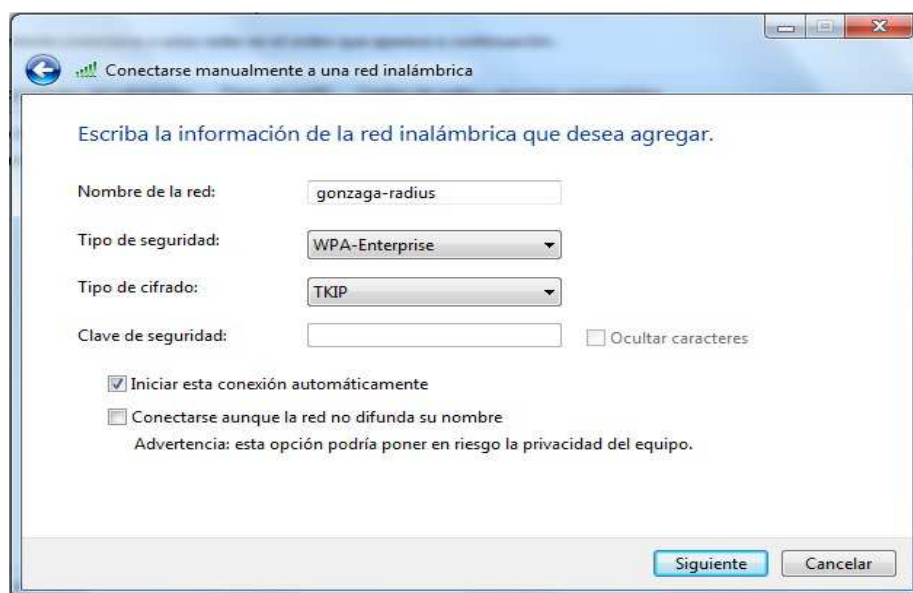 Conectarse manualmente a una red inalámbrica
Escriba la información de la red inalámbrica que desea agregar.
Nombre de la red: gonzaga-radius
Tipo de seguridad: WPA-Enterprise
Tipo de cifrado: TKIP
Clave de seguridad: Ocultar caracteres
Iniciar esta conexión automáticamente
Conectarse aunque la red no difunda su nombre
Advertencia: esta opción podría poner en riesgo la privacidad del equipo.
Siguiente Cancelar